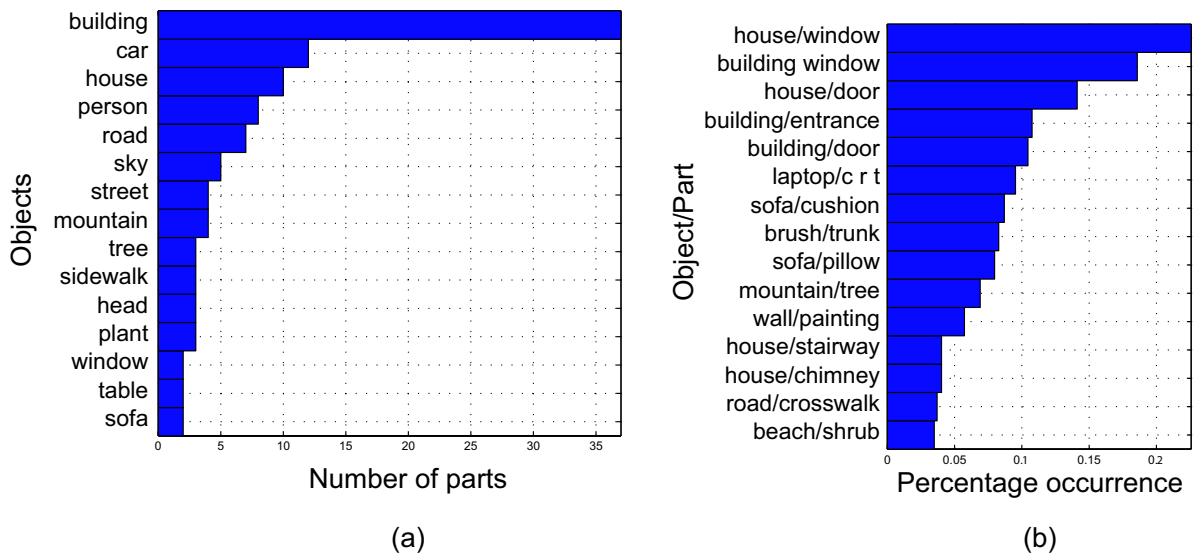 building
car
house
person
road
sky
street
mountain
tree
sidewalk
head
plant
window
table
sofa
Objects
0 5 10 15 20 25 30 35
Number of parts
(a)
house/window
building window
house/door
building/entrance
building/door
laptop/c r t
sofa/cushion
brush/trunk
sofa/pillow
mountain/tree
wall/painting
house/stairway
house/chimney
road/crosswalk
beach/shrub
Object/Part
0 0.05 0.1 0.15 0.2
Percentage occurrence
(b)